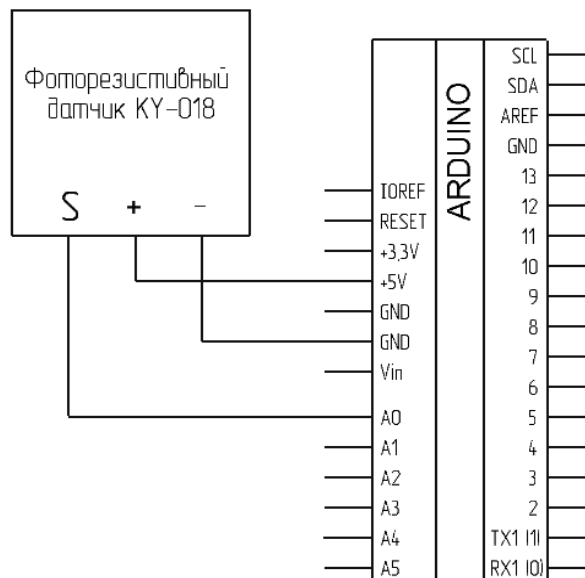 Фоторезистивный
датчик KY-018
S + -
ARDUINO
IOREF
RESET
+3,3V
+5V
GND
GND
Vin
A0
A1
A2
A3
A4
A5
SCL
SDA
AREF
GND
13
12
11
10
9
8
7
6
5
4
3
2
TX1 (1)
RX1 (0)